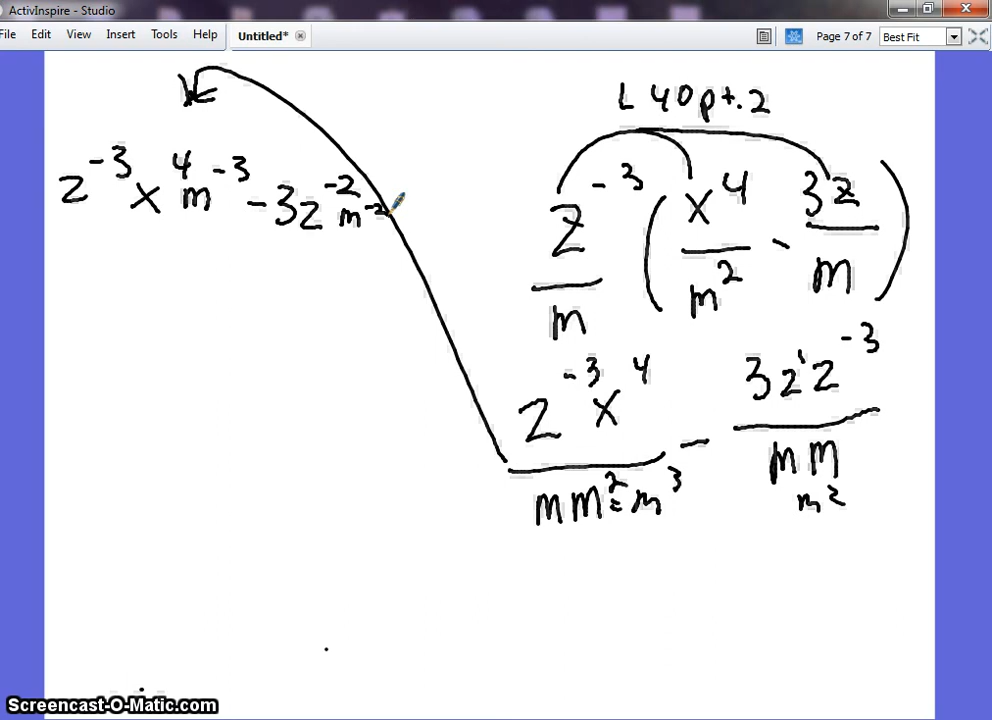 ActivInspire - Studio
File Edit View Insert Tools Help Untitled* Page 7 of 7 Best Fit
L 40 pt. 2
z⁻³x⁴m⁻³ - 3z⁻²m⁻²
z⁻³/m (x⁴/m² - 3z/m)
z⁻³x⁴/mm² = m³ - 3z¹z⁻³/mm
m²
Screencast-O-Matic.com